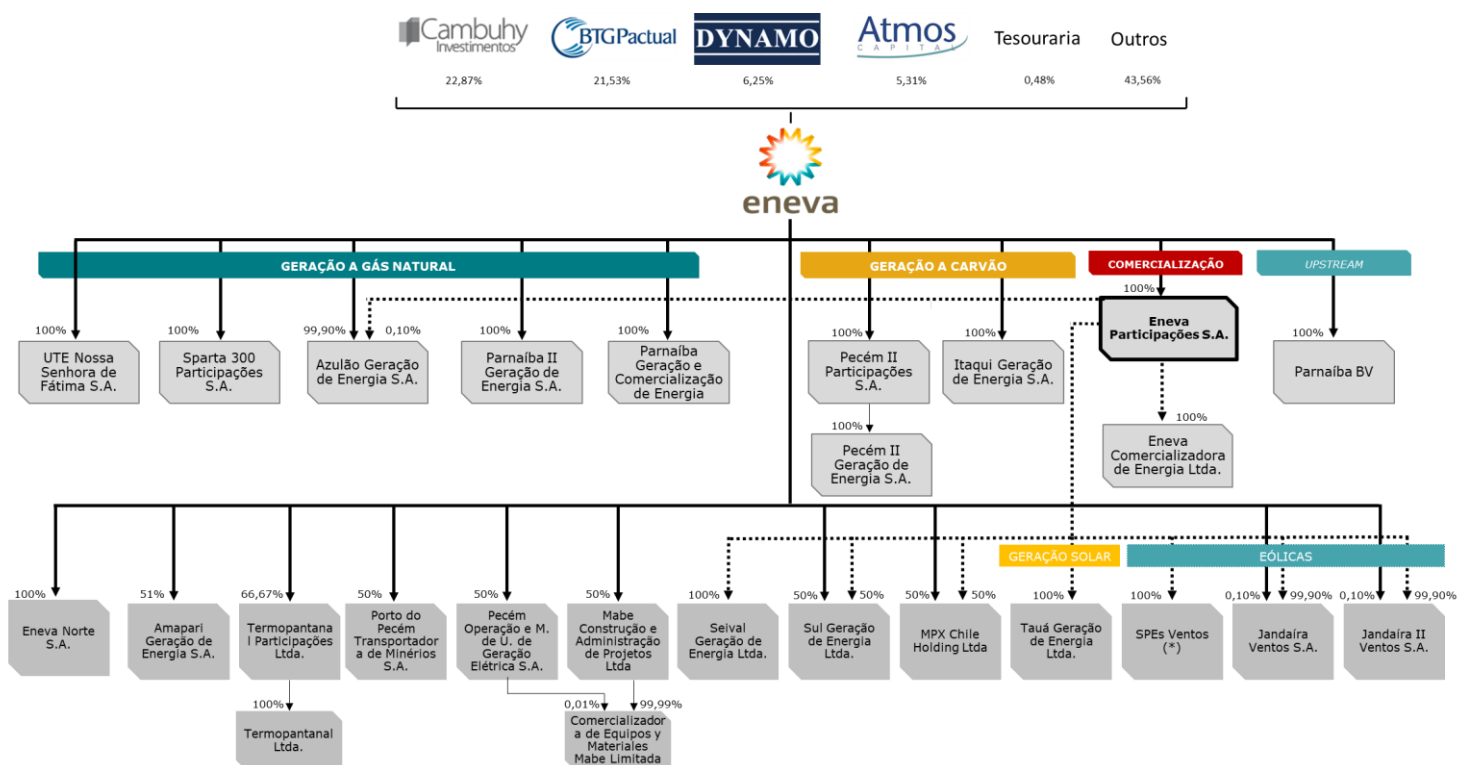 Cambuhy
Investimentos
BTGPactual
DYNAMO
Atmos
CAPITAL
Tesouraria
Outros
22,87%
21,53%
6,25%
5,31%
0,48%
43,56%
eneva
GERAÇÃO A GÁS NATURAL
GERAÇÃO A CARVÃO
COMERCIALIZAÇÃO
UPSTREAM
100%
UTE Nossa
Senhora de
Fátima S.A.
100%
Sparta 300
Participações
S.A.
99,90%
0,10%
Azulão Geração
de Energia S.A.
100%
Parnaíba II
Geração de
Energia S.A.
100%
Parnaíba
Geração e
Comercialização
de Energia
100%
Pecém II
Participações
S.A.
100%
Pecém II
Geração de
Energia S.A.
100%
Itaqui Geração
de Energia S.A.
100%
Eneva
Participações S.A.
100%
Eneva
Comercializadora
de Energia Ltda.
100%
Parnaíba BV
GERAÇÃO SOLAR
EÓLICAS
100%
Eneva Norte
S.A.
51%
Amapari
Geração de
Energia S.A.
66,67%
Termopantana
l Participações
Ltda.
100%
Termopantanal
Ltda.
50%
Porto do
Pecém
Transportador
a de Minérios
S.A.
50%
Pecém
Operação e M.
de U. de
Geração
Elétrica S.A.
50%
Mabe
Construção e
Administração
de Projetos
Ltda
0,01%
99,99%
Comercializador
a de Equipos y
Materiales
Mabe Limitada
100%
Seival
Geração de
Energia Ltda.
50%
50%
Sul Geração
de Energia
Ltda.
50%
50%
MPX Chile
Holding Ltda
100%
Tauá Geração
de Energia
Ltda.
100%
SPEs Ventos
(*)
0,10%
99,90%
Jandaíra
Ventos S.A.
0,10%
99,90%
Jandaíra II
Ventos S.A.